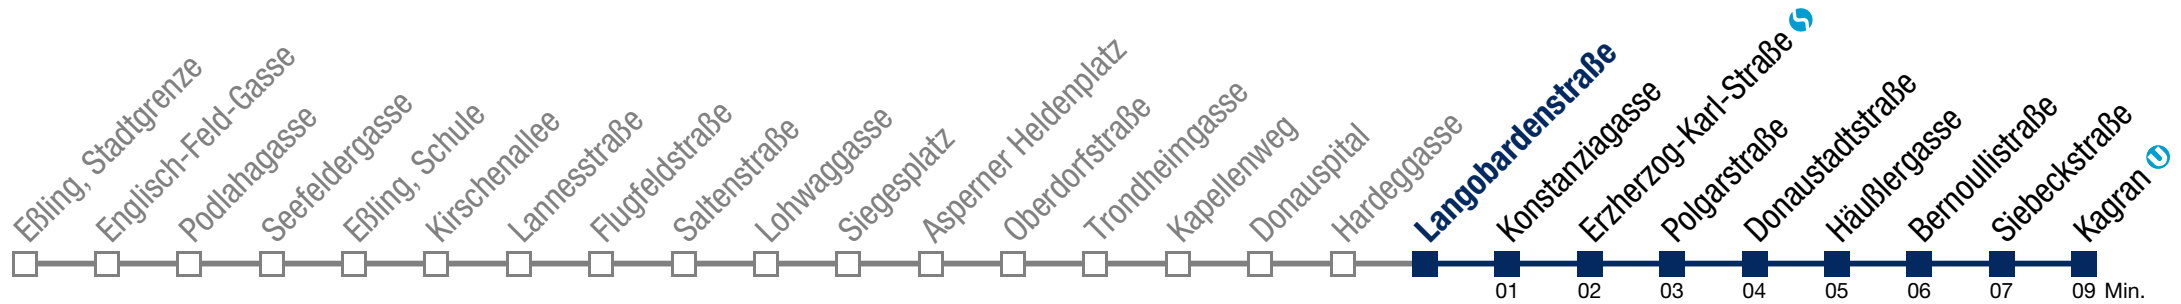 Eßling, Stadtgrenze
Englisch-Feld-Gasse
Podlahagasse
Seefeldergasse
Eßling, Schule
Kirschenallee
Lannesstraße
Flugfeldstraße
Saltenstraße
Lohwaggasse
Siegesplatz
Asperner Heldenplatz
Oberdorfstraße
Trondheimgasse
Kapellenweg
Donauspital
Hardeggasse
Langobardenstraße
Konstanziagasse
Erzherzog-Karl-Straße S
Polgarstraße
Donaustadtstraße
Häußlergasse
Bernoullistraße
Siebeckstraße
Kagran U
01 02 03 04 05 06 07 09 Min.